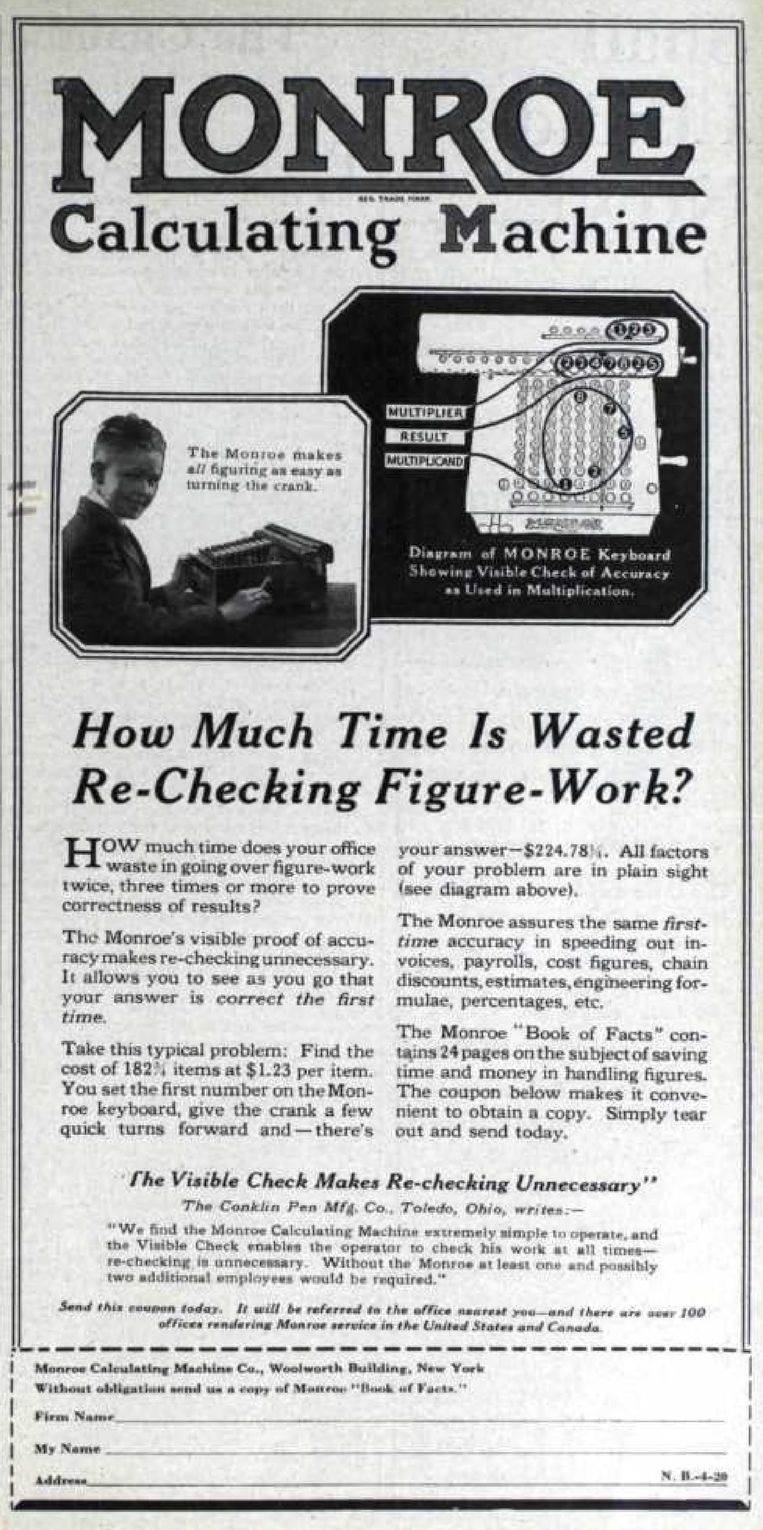 MONROE
REG. TRADE MARK
Calculating Machine
MULTIPLIER
RESULT
MULTIPLICAND
Diagram of MONROE Keyboard
Showing Visible Check of Accuracy
as Used in Multiplication.
The Monroe makes
all figuring as easy as
turning the crank.
How Much Time Is Wasted
Re-Checking Figure-Work?
HOW much time does your office
waste in going over figure-work
twice, three times or more to prove
correctness of results?
The Monroe's visible proof of accu-
racy makes re-checking unnecessary.
It allows you to see as you go that
your answer is correct the first
time.
Take this typical problem: Find the
cost of 182¾ items at $1.23 per item.
You set the first number on the Mon-
roe keyboard, give the crank a few
quick turns forward and—there's
your answer—$224.78¼. All factors
of your problem are in plain sight
(see diagram above).
The Monroe assures the same first-
time accuracy in speeding out in-
voices, payrolls, cost figures, chain
discounts, estimates, engineering for-
mulae, percentages, etc.
The Monroe "Book of Facts" con-
tains 24 pages on the subject of saving
time and money in handling figures.
The coupon below makes it conve-
nient to obtain a copy. Simply tear
out and send today.
The Visible Check Makes Re-checking Unnecessary"
The Conklin Pen Mfg. Co., Toledo, Ohio, writes:—
"We find the Monroe Calculating Machine extremely simple to operate, and
the Visible Check enables the operator to check his work at all times—
re-checking is unnecessary. Without the Monroe at least one and possibly
two additional employees would be required."
Send this coupon today. It will be referred to the office nearest you—and there are over 100
offices rendering Monroe service in the United States and Canada.
Monroe Calculating Machine Co., Woolworth Building, New York
Without obligation send us a copy of Monroe "Book of Facts."
Firm Name
My Name
Address
N. B.-4-20